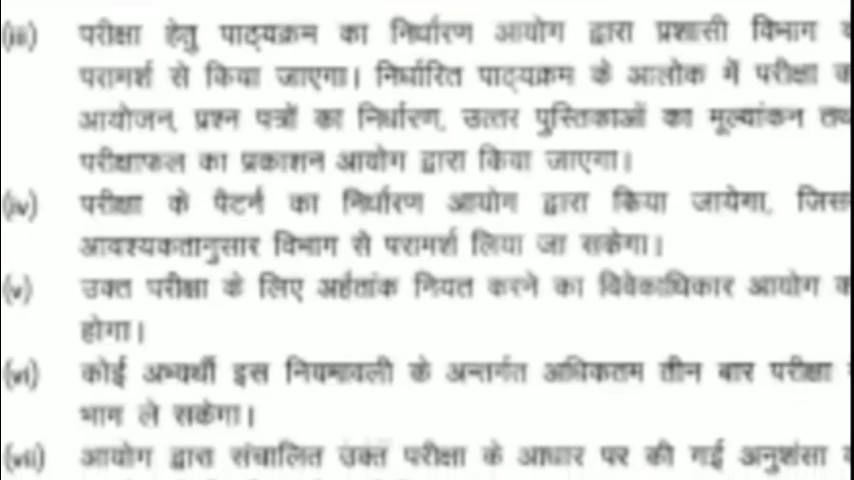 (iii) परीक्षा हेतु पाठ्यक्रम का निर्धारण आयोग द्वारा प्रशासी विभाग
परामर्श से किया जाएगा। निर्धारित पाठ्यक्रम के आलोक में परीक्षा
आयोजन, प्रश्न पत्रों का निर्धारण, उत्तर पुस्तिकाओं का मूल्यांकन
परीक्षाफल का प्रकाशन आयोग द्वारा किया जाएगा।
(iv) परीक्षा के पैटर्न का निर्धारण आयोग द्वारा किया जायेगा,
आवश्यकतानुसार विभाग से परामर्श लिया जा सकेगा।
(v) उक्त परीक्षा के लिए अर्हतांक नियत करने का विवेकाधिकार आयोग
होगा।
(vi) कोई अभ्यर्थी इस नियमावली के अन्तर्गत अधिकतम तीन बार परीक्षा
भाग ले सकेगा।
(vii) आयोग द्वारा संचालित उक्त परीक्षा के आधार पर की गई अनुशंसा